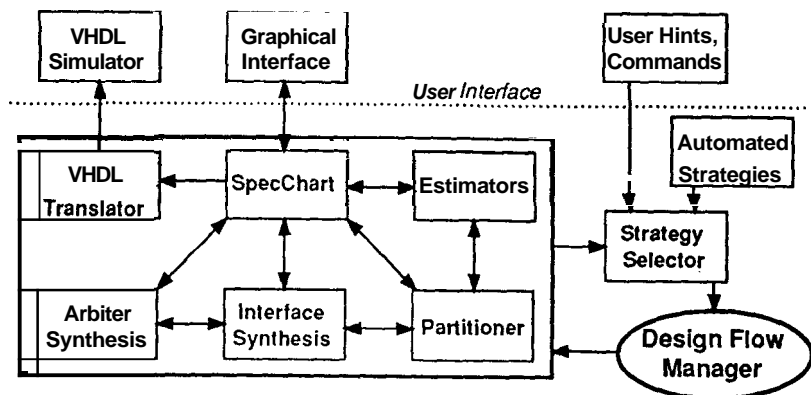 VHDL
Simulator
Graphical
Interface
User Hints,
Commands
User Interface
Automated
Strategies
VHDL
Translator
SpecChart
Estimators
Strategy
Selector
Arbiter
Synthesis
Interface
Synthesis
Partitioner
Design Flow
Manager